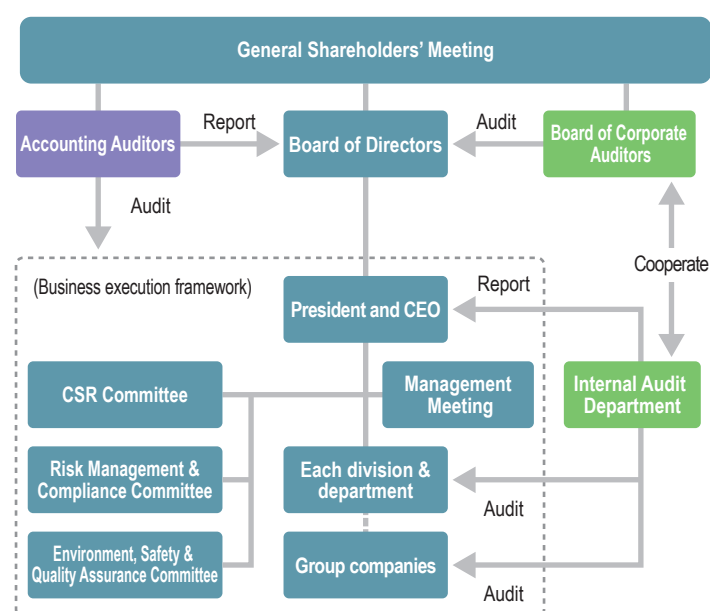 General Shareholders’ Meeting
Accounting Auditors
Report
Board of Directors
Audit
Board of Corporate
Auditors
Audit
Cooperate
(Business execution framework)
President and CEO
Report
CSR Committee
Management
Meeting
Internal Audit
Department
Risk Management &
Compliance Committee
Each division &
department
Audit
Environment, Safety &
Quality Assurance Committee
Group companies
Audit